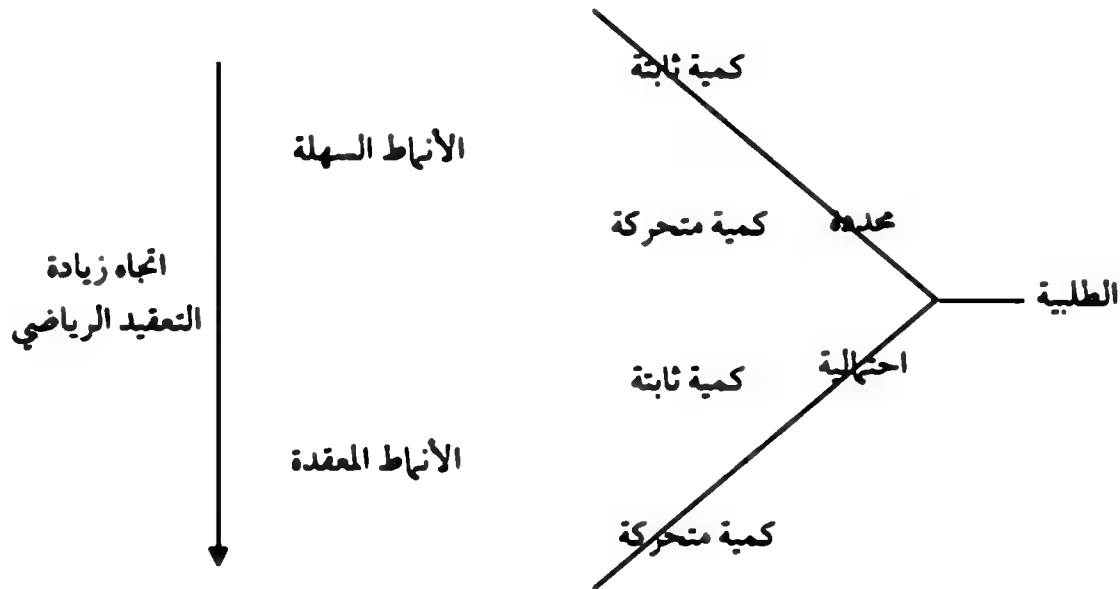 كمية ثابتة
الأنماط السهلة
كمية متحركة
محددة
اتجاه زيادة
التعقيد الرياضي
الطلبية
احتمالية
كمية ثابتة
الأنماط المعقدة
كمية متحركة